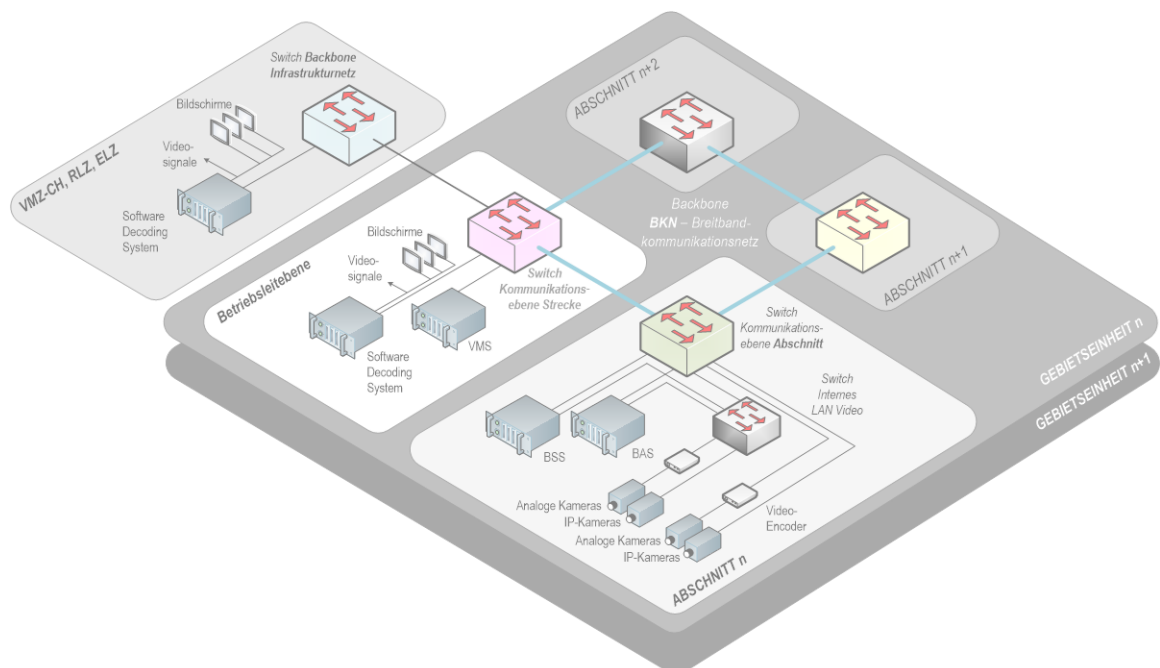 Switch Backbone
Infrastrukturnetz
Bildschirme
Video-
signale
Software
Decoding
System
VMZ-CH, RLZ, ELZ
ABSCHNITT n+2
Backbone
BKN – Breitband-
kommunikationsnetz
ABSCHNITT n+1
Bildschirme
Video-
signale
Switch
Kommunikations-
ebene Strecke
VMS
Software
Decoding
System
Betriebsleitebene
Switch
Kommunikations-
ebene Abschnitt
Switch
Internes
LAN Video
BSS
BAS
Analoge Kameras
IP-Kameras
Analoge Kameras
IP-Kameras
Video-
Encoder
ABSCHNITT n
GEBIETSEINHEIT n
GEBIETSEINHEIT n+1